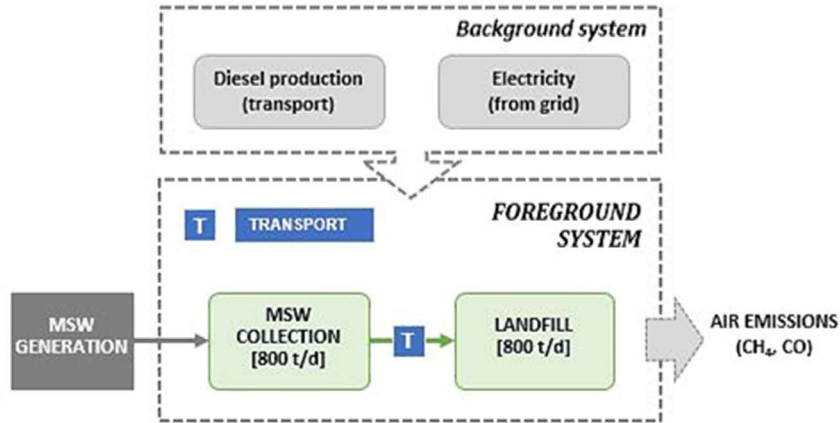 Background system
Diesel production
(transport)
Electricity
(from grid)
FOREGROUND
SYSTEM
T
TRANSPORT
MSW
GENERATION
MSW
COLLECTION
[800 t/d]
T
LANDFILL
[800 t/d]
AIR EMISSIONS
(CH₄, CO)